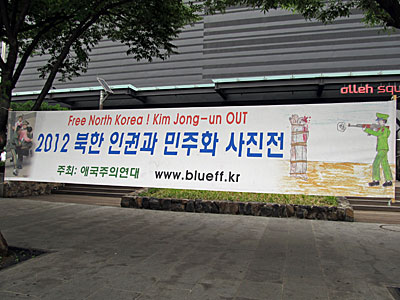 olleh squ
Free North Korea ! Kim Jong-un OUT
2012 북한 인권과 민주화 사진전
주최: 애국주의연대 www.blueff.kr